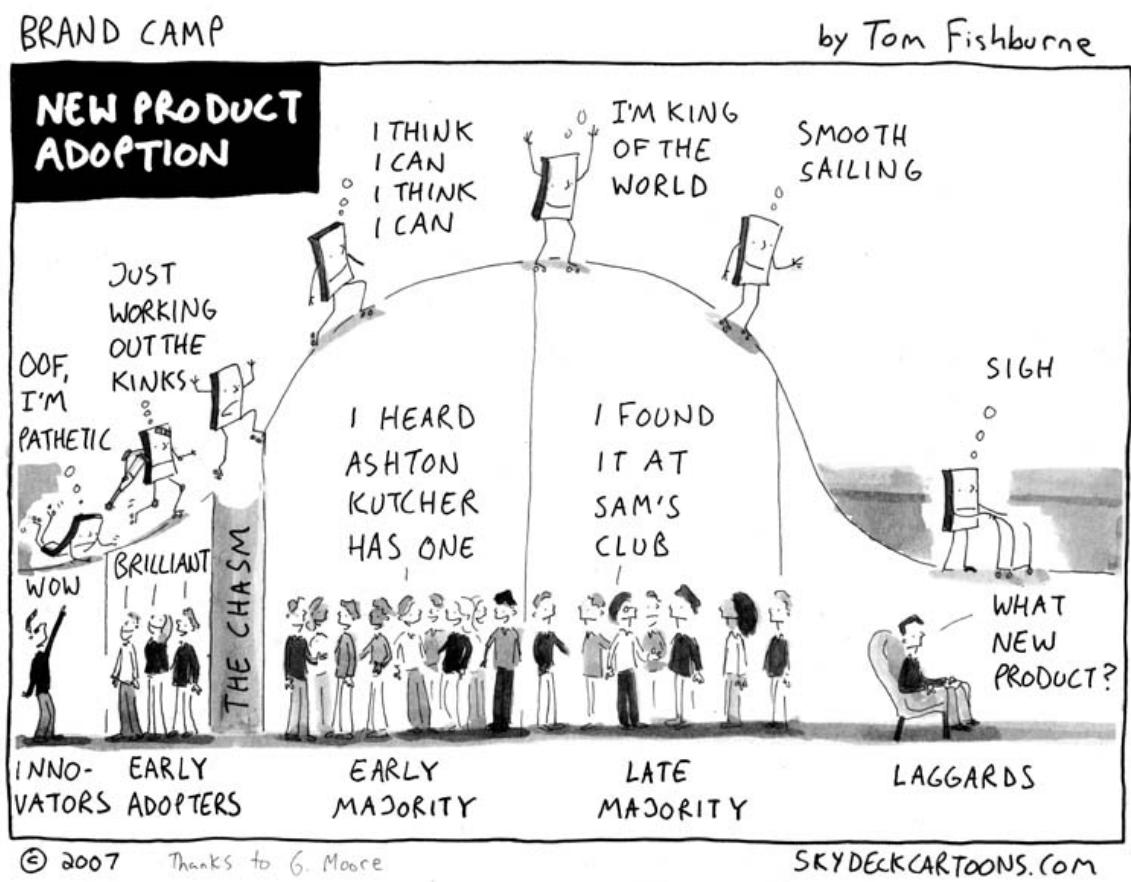 BRAND CAMP
by Tom Fishburne
NEW PRODUCT
ADOPTION
OOF,
I'M
PATHETIC
JUST
WORKING
OUT THE
KINKS
I THINK
I CAN
I THINK
I CAN
I'M KING
OF THE
WORLD
SMOOTH
SAILING
SIGH
WOW
BRILLIANT
THE CHASM
I HEARD
ASHTON
KUTCHER
HAS ONE
I FOUND
IT AT
SAM'S
CLUB
WHAT
NEW
PRODUCT?
INNO-
VATORS
EARLY
ADOPTERS
EARLY
MAJORITY
LATE
MAJORITY
LAGGARDS
© 2007
Thanks to G. Moore
SKYDECKCARTOONS.COM